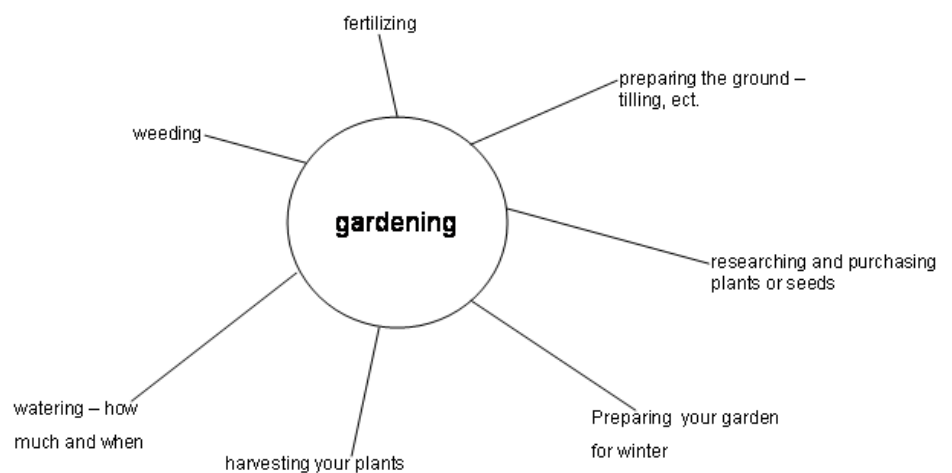 fertilizing
preparing the ground –
tilling, ect.
weeding
gardening
researching and purchasing
plants or seeds
watering – how
much and when
Preparing your garden
for winter
harvesting your plants